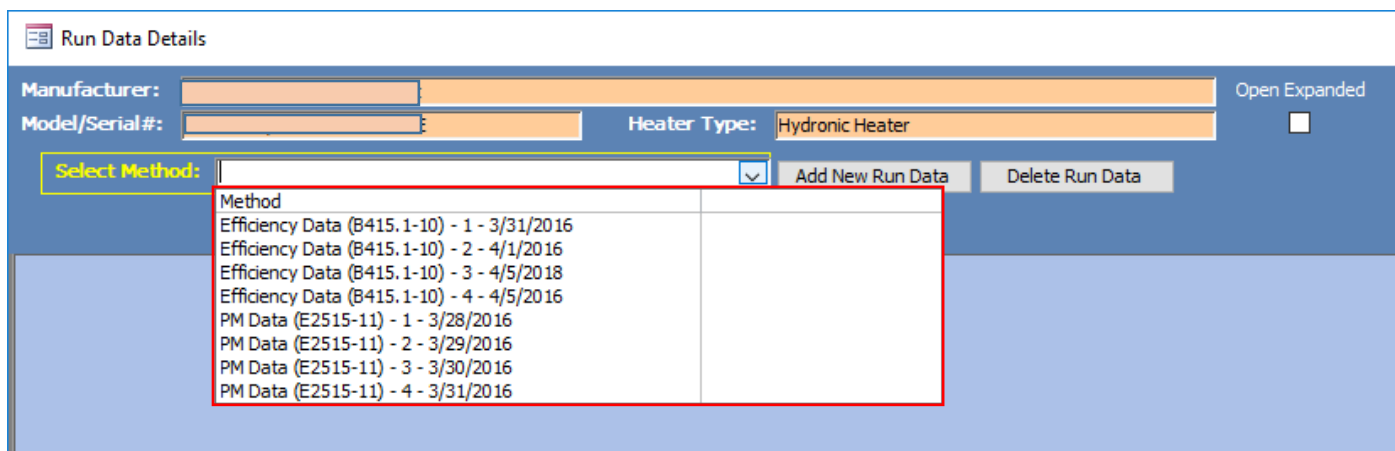 Run Data Details
Manufacturer: Open Expanded
Model/Serial#: Heater Type: Hydronic Heater
Select Method: Add New Run Data Delete Run Data
Method
Efficiency Data (B415.1-10) - 1 - 3/31/2016
Efficiency Data (B415.1-10) - 2 - 4/1/2016
Efficiency Data (B415.1-10) - 3 - 4/5/2018
Efficiency Data (B415.1-10) - 4 - 4/5/2016
PM Data (E2515-11) - 1 - 3/28/2016
PM Data (E2515-11) - 2 - 3/29/2016
PM Data (E2515-11) - 3 - 3/30/2016
PM Data (E2515-11) - 4 - 3/31/2016